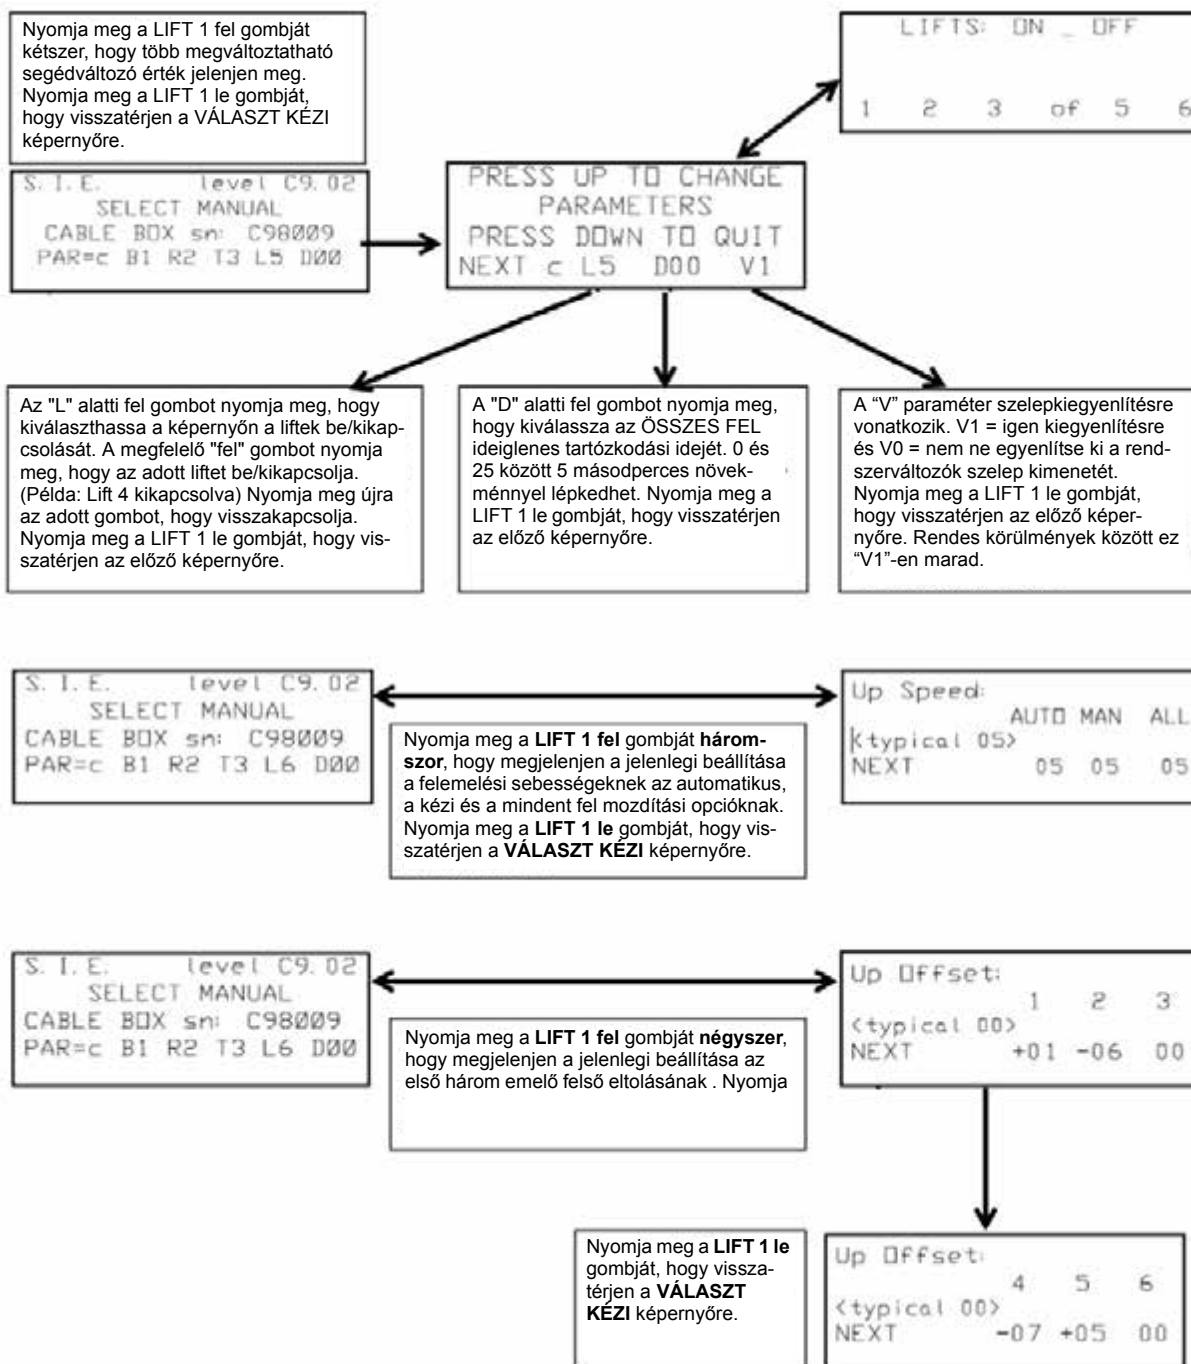 Nyomja meg a LIFT 1 fel gombját
kétszer, hogy több megváltoztatható
segédváltozó érték jelenjen meg.
Nyomja meg a LIFT 1 le gombját,
hogy visszatérjen a VÁLASZT KÉZI
képernyőre.
LIFTS: ON _ OFF
1 2 3 of 5 6
S. I. E. level C9.02
SELECT MANUAL
CABLE BOX sn: C98009
PAR=c B1 R2 T3 L5 D00
PRESS UP TO CHANGE
PARAMETERS
PRESS DOWN TO QUIT
NEXT c L5 D00 V1
Az "L" alatti fel gombot nyomja meg, hogy
kiválaszthassa a képernyőn a liftek be/kikap-
csolását. A megfelelő "fel" gombot nyomja
meg, hogy az adott liftet be/kikapcsolja.
(Példa: Lift 4 kikapcsolva) Nyomja meg újra
az adott gombot, hogy visszakapcsolja.
Nyomja meg a LIFT 1 le gombját, hogy vis-
szatérjen az előző képernyőre.
A "D" alatti fel gombot nyomja meg,
hogy kiválassza az ÖSSZES FEL
ideiglenes tartózkodási idejét. 0 és
25 között 5 másodperces növek-
ménnyel lépkedhet. Nyomja meg a
LIFT 1 le gombját, hogy visszatérjen
az előző képernyőre.
A “V” paraméter szelepkiegyenlítésre
vonatkozik. V1 = igen kiegyenlítésre
és V0 = nem ne egyenlítse ki a rend-
szerváltozók szelep kimenetét.
Nyomja meg a LIFT 1 le gombját,
hogy visszatérjen az előző képer-
nyőre. Rendes körülmények között ez
“V1”-en marad.
S. I. E. level C9.02
SELECT MANUAL
CABLE BOX sn: C98009
PAR=c B1 R2 T3 L6 D00
Nyomja meg a LIFT 1 fel gombját három-
szor, hogy megjelenjen a jelenlegi beállítása
a felemelési sebességeknek az automatikus,
a kézi és a mindent fel mozdítási opcióknak.
Nyomja meg a LIFT 1 le gombját, hogy vis-
szatérjen a VÁLASZT KÉZI képernyőre.
Up Speed:
AUTO MAN ALL
<typical 05>
NEXT 05 05 05
S. I. E. level C9.02
SELECT MANUAL
CABLE BOX sn: C98009
PAR=c B1 R2 T3 L6 D00
Nyomja meg a LIFT 1 fel gombját négyszer,
hogy megjelenjen a jelenlegi beállítása az
első három emelő felső eltolásának . Nyomja
Up Offset:
1 2 3
<typical 00>
NEXT +01 -06 00
Nyomja meg a LIFT 1 le
gombját, hogy vissza-
térjen a VÁLASZT
KÉZI képernyőre.
Up Offset:
4 5 6
<typical 00>
NEXT -07 +05 00